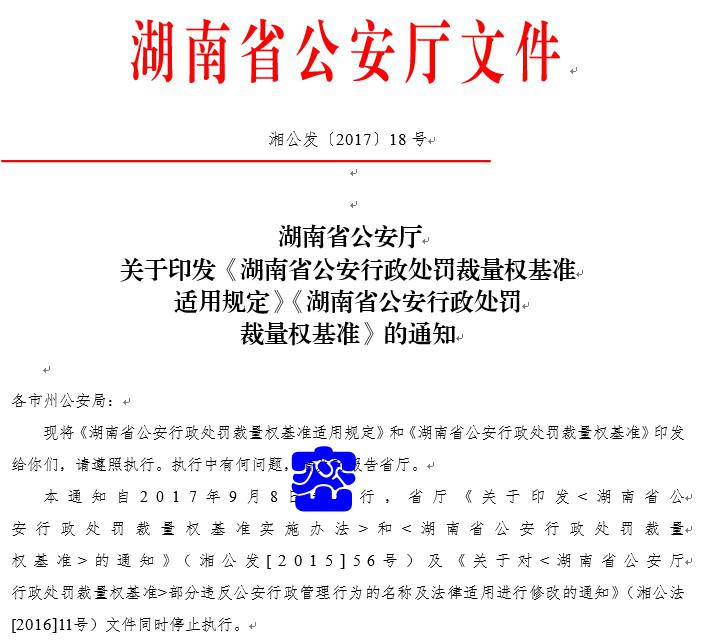 湖南省公安厅文件
湘公发〔2017〕18 号
湖南省公安厅
关于印发《湖南省公安行政处罚裁量权基准
适用规定》《湖南省公安行政处罚
裁量权基准》的通知
各市州公安局：
现将《湖南省公安行政处罚裁量权基准适用规定》和《湖南省公安行政处罚裁量权基准》印发
给你们，请遵照执行。执行中有何问题，报告省厅。
本通知自2017年9月8日行，省厅《关于印发<湖南省公
安行政处罚裁量权基准实施办法>和<湖南省公安行政处罚裁量
权基准>的通知》（湘公发[2015]56号）及《关于对<湖南省公安厅
行政处罚裁量权基准>部分违反公安行政管理行为的名称及法律适用进行修改的通知》（湘公法
[2016]11号）文件同时停止执行。